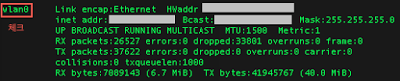 wlan0 Link encap:Ethernet HWaddr
체크 inet addr: Bcast: Mask:255.255.255.0
UP BROADCAST RUNNING MULTICAST MTU:1500 Metric:1
RX packets:26527 errors:0 dropped:33801 overruns:0 frame:0
TX packets:37622 errors:0 dropped:0 overruns:0 carrier:0
collisions:0 txqueuelen:1000
RX bytes:7089143 (6.7 MiB) TX bytes:41945767 (40.0 MiB)